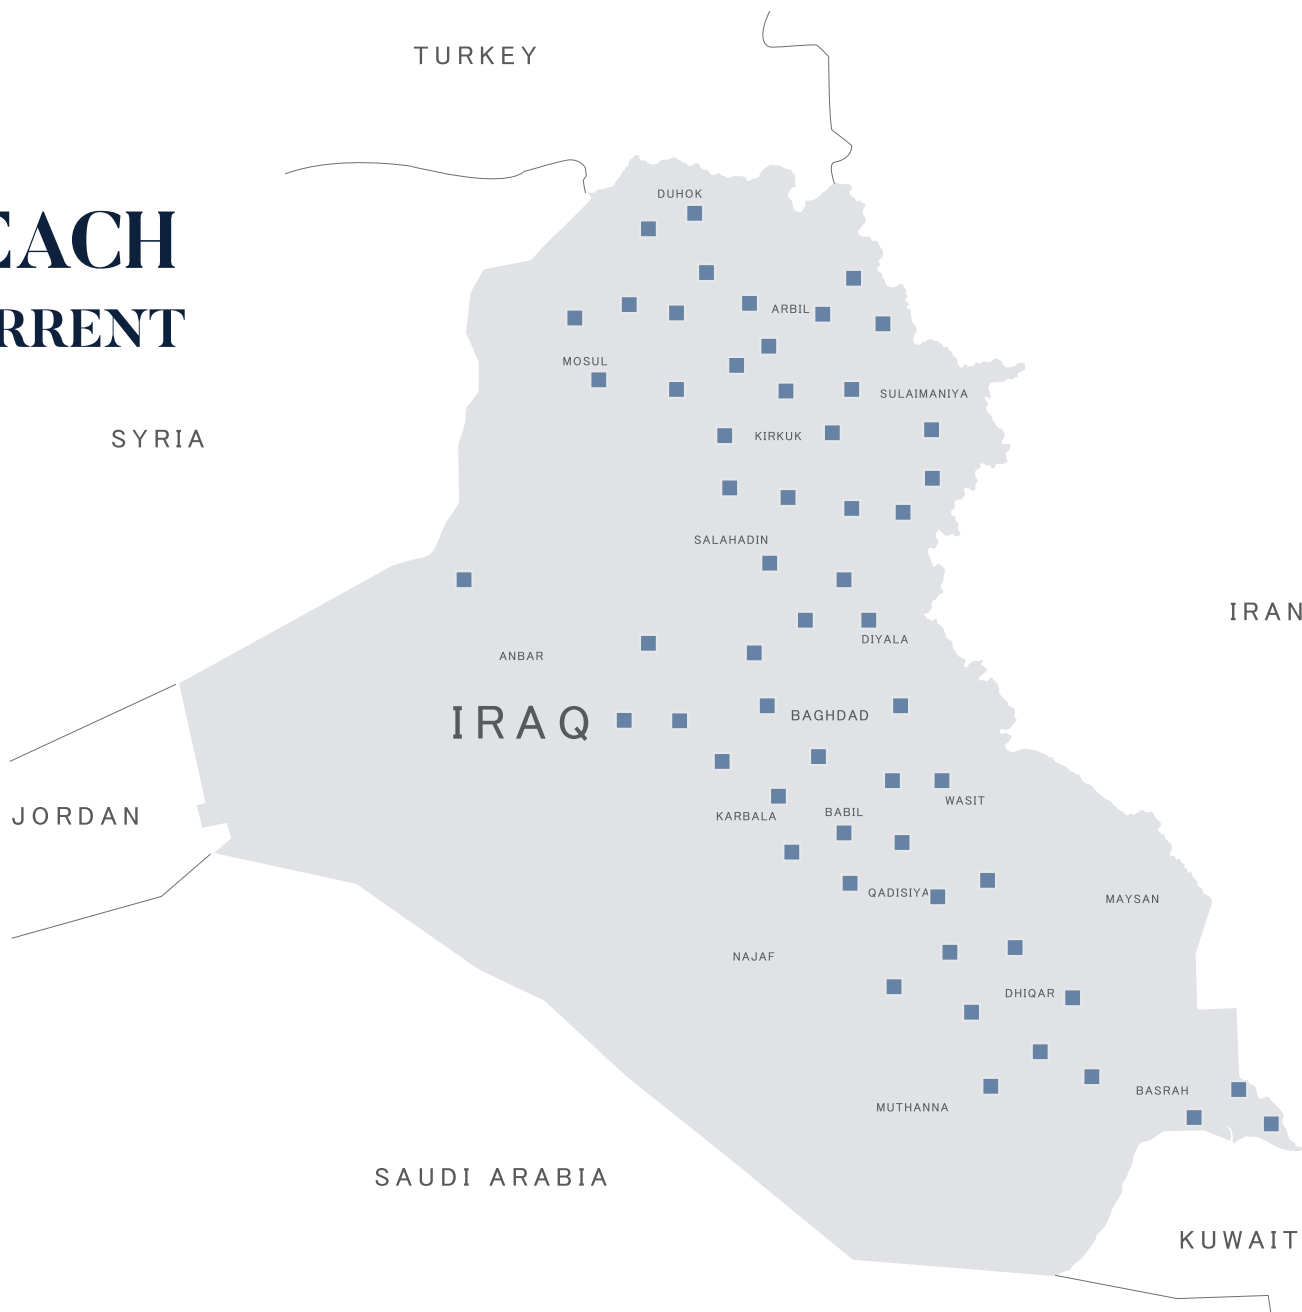 TURKEY
DUHOK
EACH
ARBIL
RRENT
MOSUL
SULAIMANIYA
SYRIA
KIRKUK
SALAHADIN
IRAN
DIYALA
ANBAR
IRAQ
BAGHDAD
WASIT
JORDAN
KARBALA
BABIL
QADISIYA
MAYSAN
NAJAF
DHIQAR
BASRAH
MUTHANNA
SAUDI ARABIA
KUWAIT